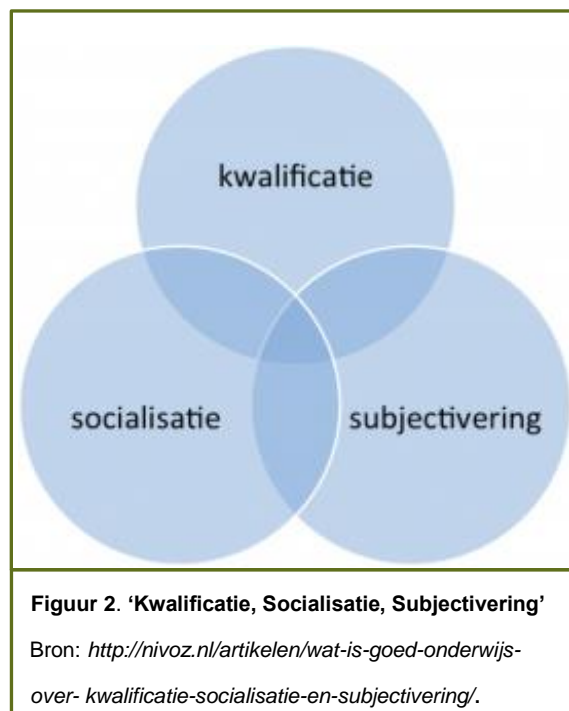 kwalificatie
socialisatie
subjectivering
Figuur 2. ‘Kwalificatie, Socialisatie, Subjectivering’
Bron: http://nivoz.nl/artikelen/wat-is-goed-onderwijs-
over- kwalificatie-socialisatie-en-subjectivering/.